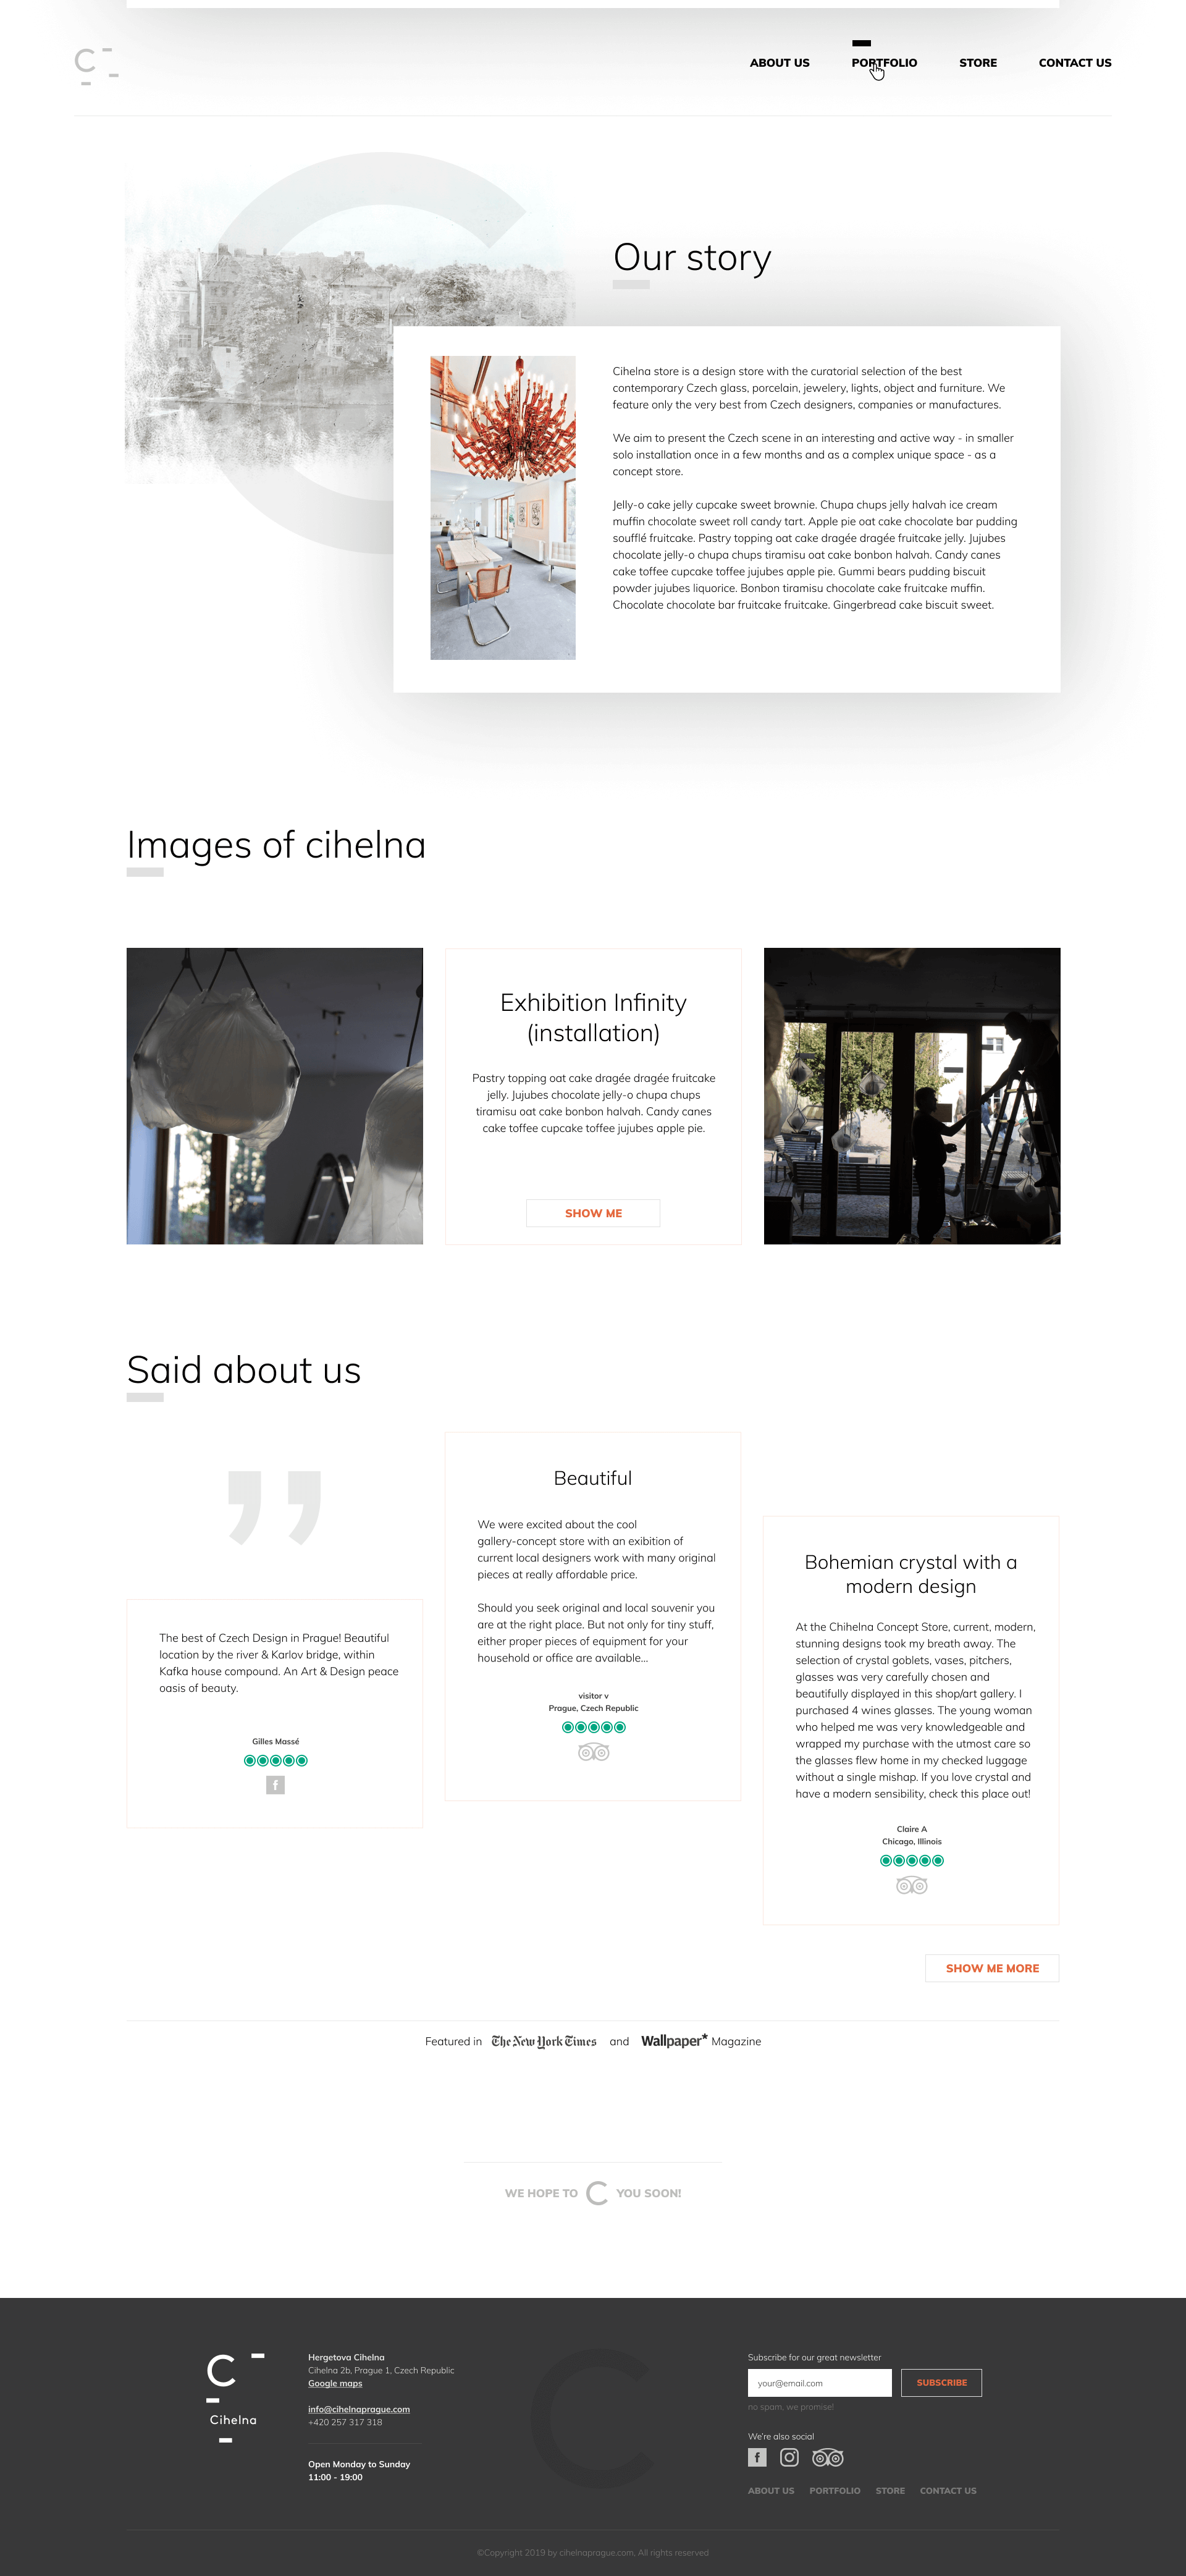 ABOUT US
PORTFOLIO
STORE
CONTACT US
Our story
Cihelna store is a design store with the curatorial selection of the best
contemporary Czech glass, porcelain, jewelery, lights, object and furniture. We
feature only the very best from Czech designers, companies or manufactures.
We aim to present the Czech scene in an interesting and active way - in smaller
solo installation once in a few months and as a complex unique space - as a
concept store.
Jelly-o cake jelly cupcake sweet brownie. Chupa chups jelly halvah ice cream
muffin chocolate sweet roll candy tart. Apple pie oat cake chocolate bar pudding
soufflé fruitcake. Pastry topping oat cake dragée dragée fruitcake jelly. Jujubes
chocolate jelly-o chupa chups tiramisu oat cake bonbon halvah. Candy canes
cake toffee cupcake toffee jujubes apple pie. Gummi bears pudding biscuit
powder jujubes liquorice. Bonbon tiramisu chocolate cake fruitcake muffin.
Chocolate chocolate bar fruitcake fruitcake. Gingerbread cake biscuit sweet.
Images of cihelna
Exhibition Infinity
(installation)
Pastry topping oat cake dragée dragée fruitcake
jelly. Jujubes chocolate jelly-o chupa chups
tiramisu oat cake bonbon halvah. Candy canes
cake toffee cupcake toffee jujubes apple pie.
SHOW ME
Said about us
The best of Czech Design in Prague! Beautiful
location by the river & Karlov bridge, within
Kafka house compound. An Art & Design peace
oasis of beauty.
Gilles Massé
Beautiful
We were excited about the cool
gallery-concept store with an exibition of
current local designers work with many original
pieces at really affordable price.
Should you seek original and local souvenir you
are at the right place. But not only for tiny stuff,
either proper pieces of equipment for your
household or office are available...
visitor v
Prague, Czech Republic
Bohemian crystal with a
modern design
At the Chihelna Concept Store, current, modern,
stunning designs took my breath away. The
selection of crystal goblets, vases, pitchers,
glasses was very carefully chosen and
beautifully displayed in this shop/art gallery. I
purchased 4 wines glasses. The young woman
who helped me was very knowledgeable and
wrapped my purchase with the utmost care so
the glasses flew home in my checked luggage
without a single mishap. If you love crystal and
have a modern sensibility, check this place out!
Claire A
Chicago, Illinois
SHOW ME MORE
Featured in The New York Times and Wallpaper* Magazine
WE HOPE TO C YOU SOON!
Cihelna
Hergetova Cihelna
Cihelna 2b, Prague 1, Czech Republic
Google maps
info@cihelnaprague.com
+420 257 317 318
Open Monday to Sunday
11:00 - 19:00
Subscribe for our great newsletter
your@email.com
SUBSCRIBE
no spam, we promise!
We're also social
ABOUT US
PORTFOLIO
STORE
CONTACT US
©Copyright 2019 by cihelnaprague.com, All rights reserved